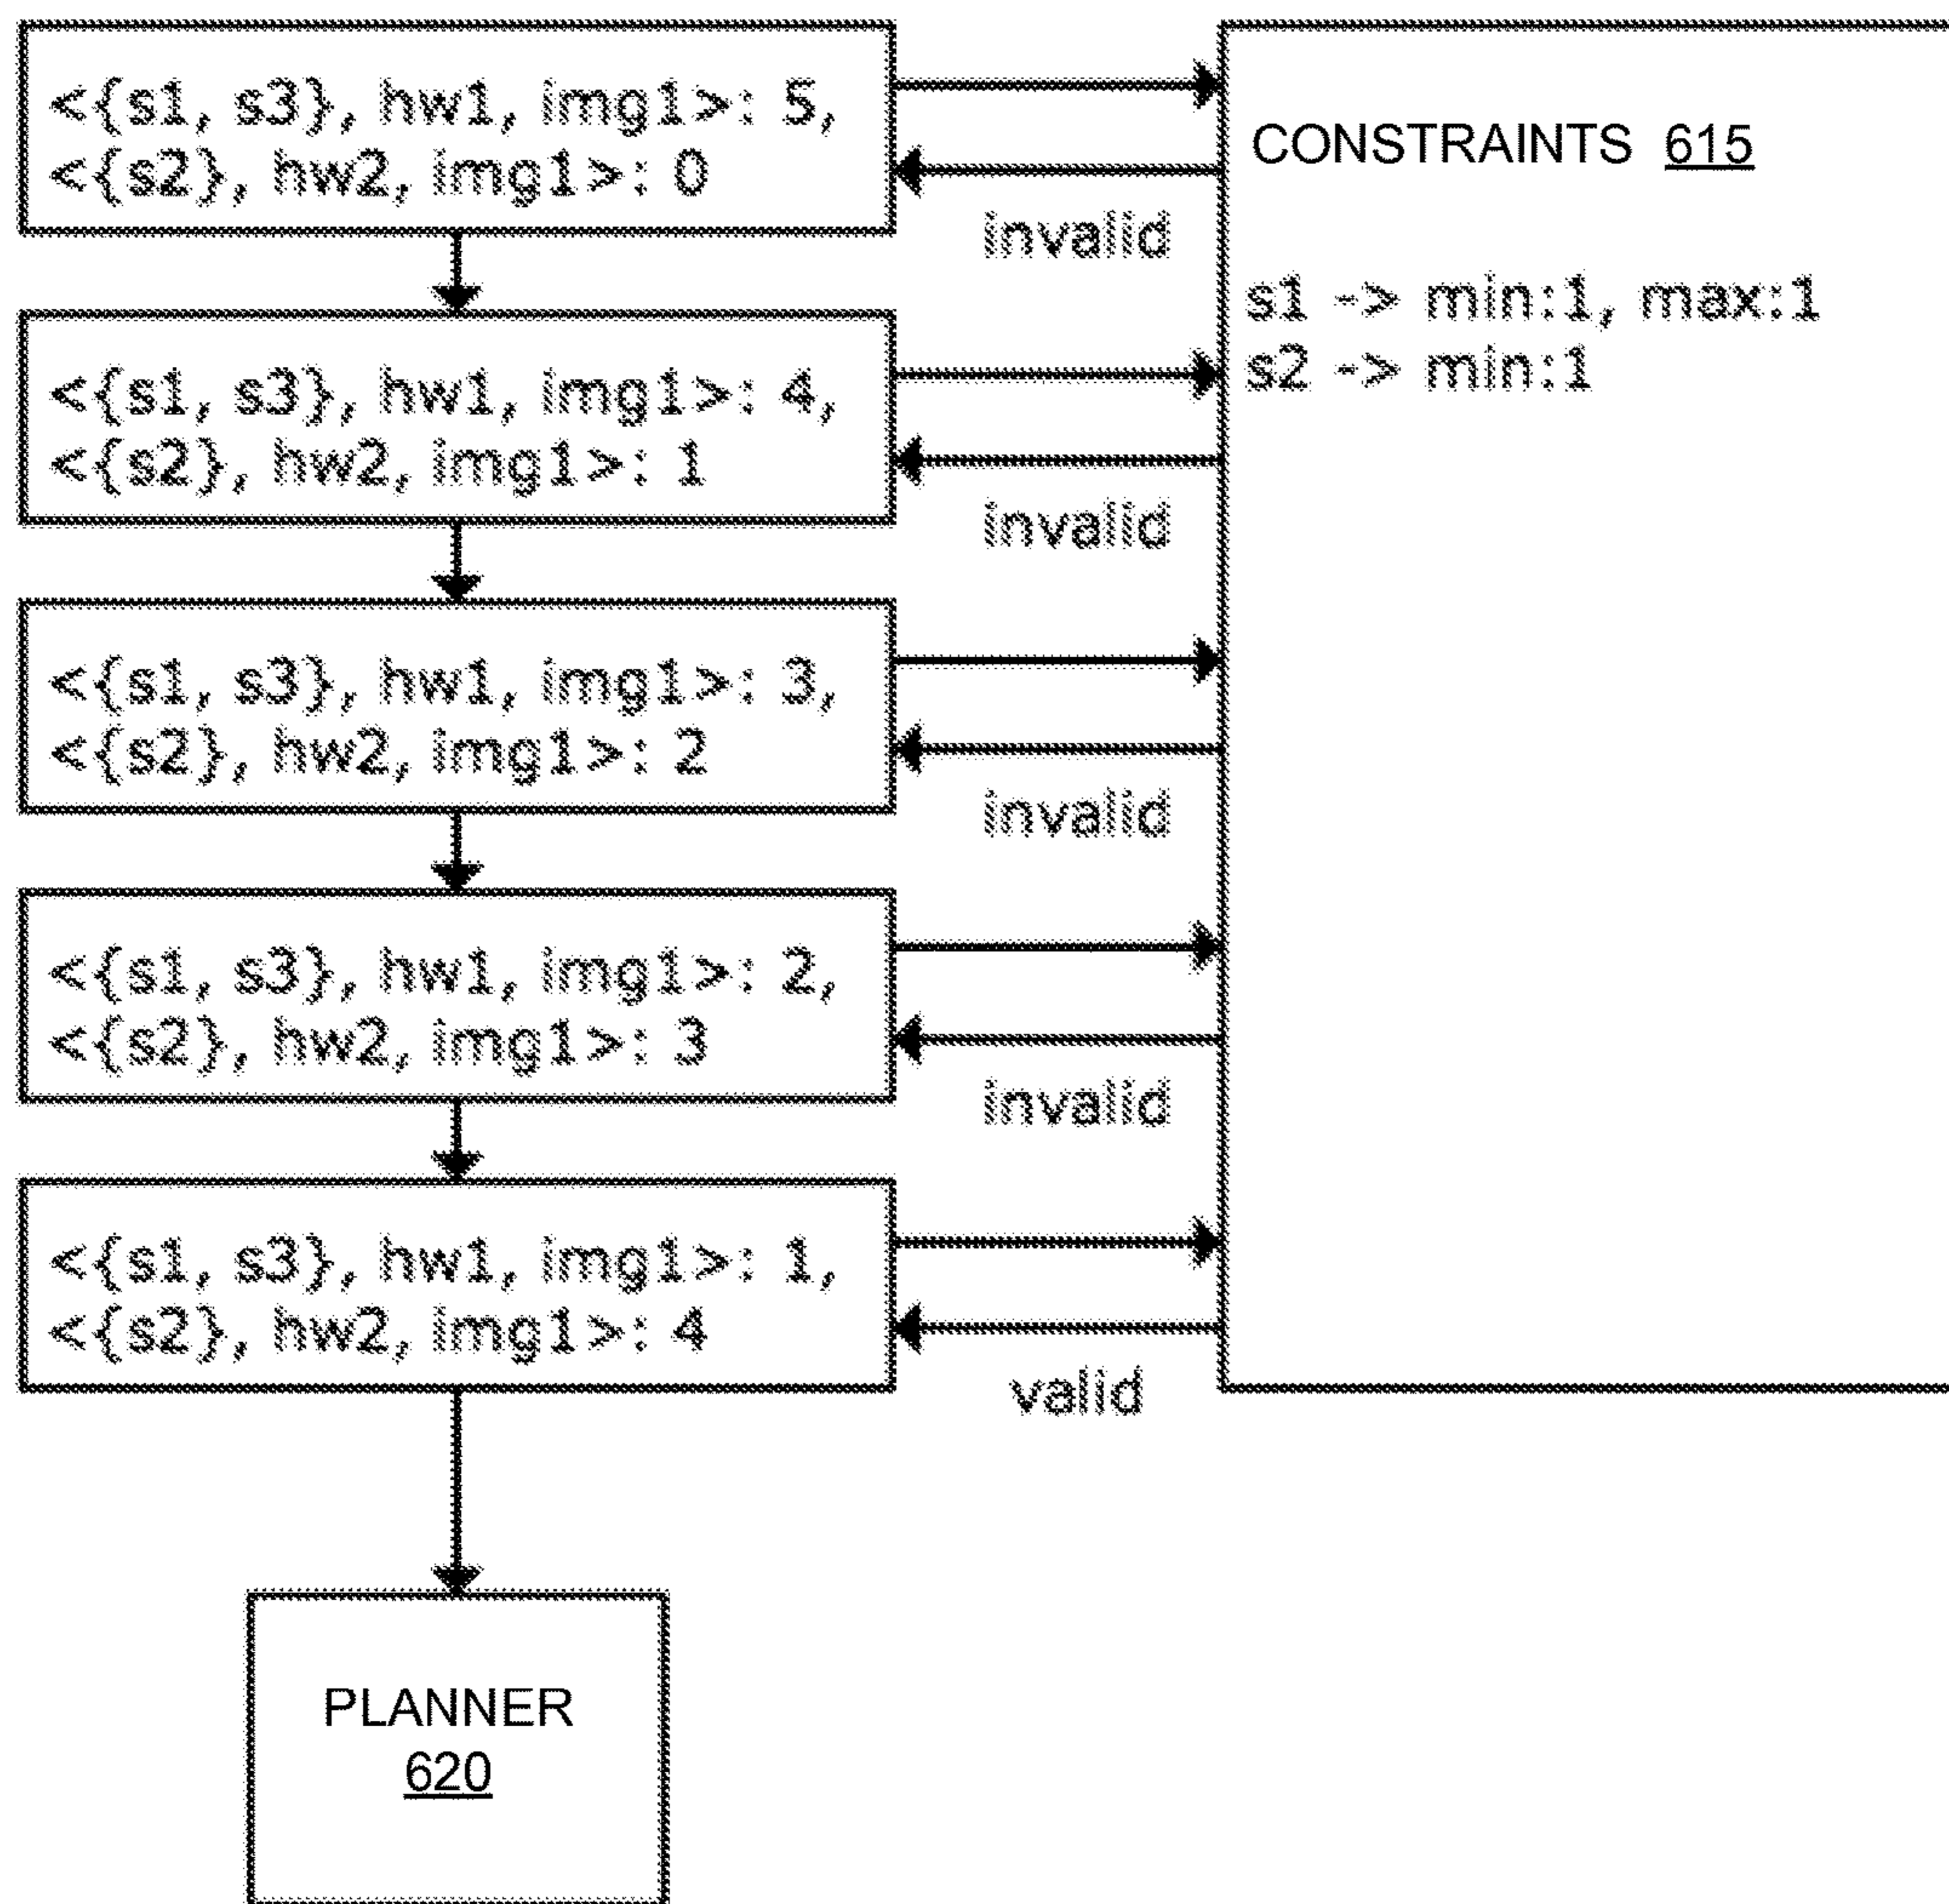 <{s1, s3}, hw1, img1>: 5,
<{s2}, hw2, img1>: 0
invalid
CONSTRAINTS 615
s1 -> min:1, max:1
s2 -> min:1
<{s1, s3}, hw1, img1>: 4,
<{s2}, hw2, img1>: 1
invalid
<{s1, s3}, hw1, img1>: 3,
<{s2}, hw2, img1>: 2
invalid
<{s1, s3}, hw1, img1>: 2,
<{s2}, hw2, img1>: 3
invalid
<{s1, s3}, hw1, img1>: 1,
<{s2}, hw2, img1>: 4
valid
PLANNER
620